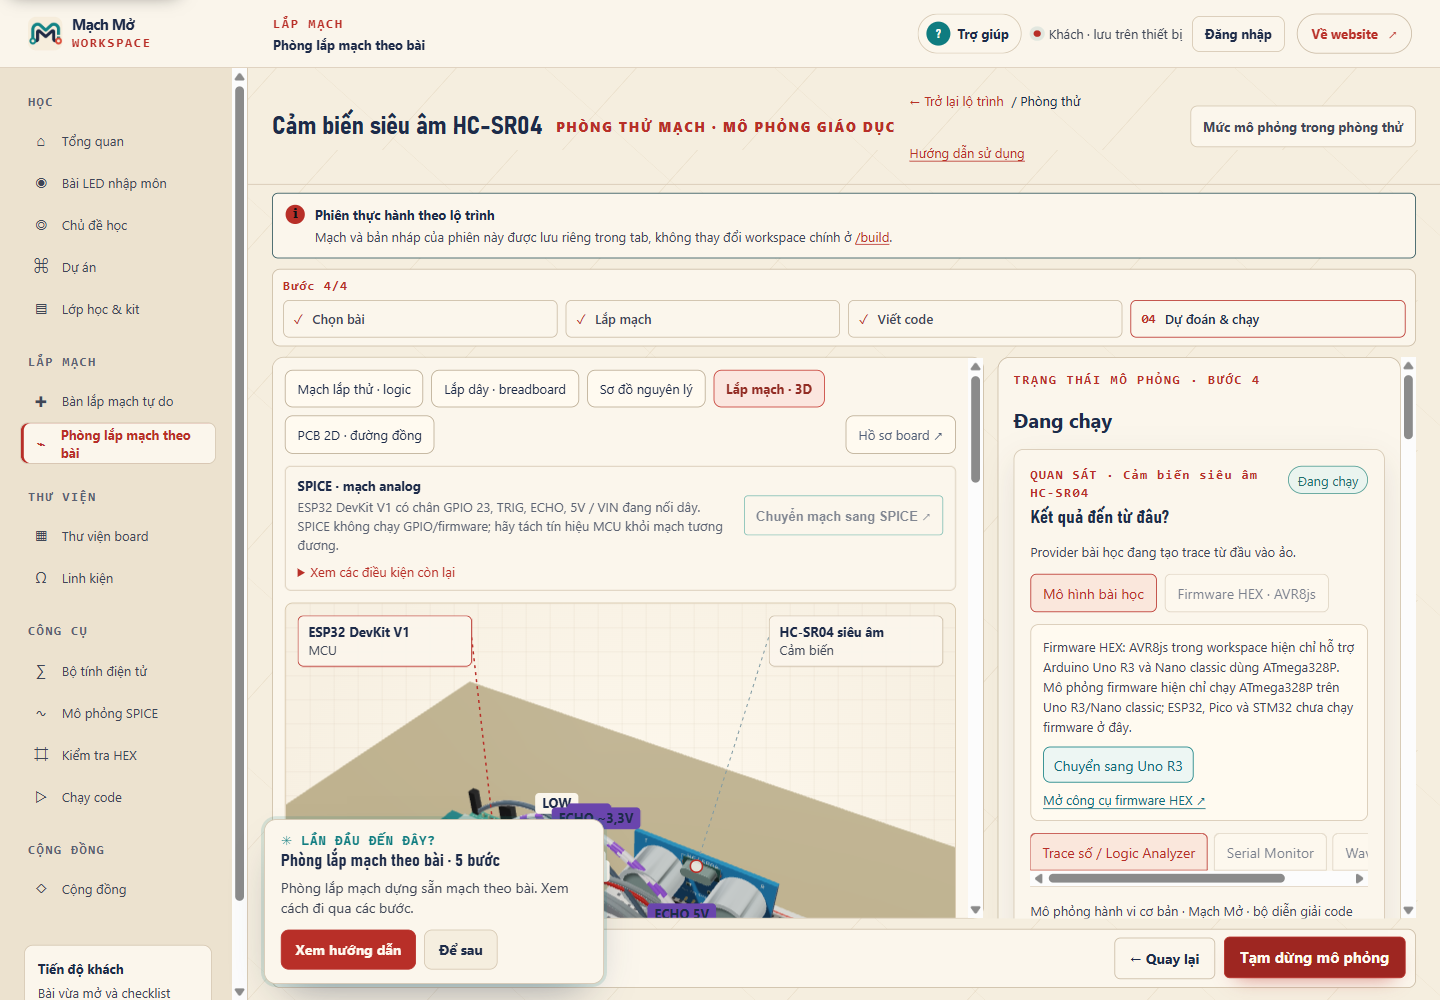 Mạch Mở
WORKSPACE
LẮP MẠCH
Phòng lắp mạch theo bài
? Trợ giúp
Khách · lưu trên thiết bị
Đăng nhập
Về website ↗
HỌC
Tổng quan
Bài LED nhập môn
Chủ đề học
Dự án
Lớp học & kit
LẮP MẠCH
Bàn lắp mạch tự do
Phòng lắp mạch theo
bài
THƯ VIỆN
Thư viện board
Linh kiện
CÔNG CỤ
Bộ tính điện tử
Mô phỏng SPICE
Kiểm tra HEX
Chạy code
CỘNG ĐỒNG
Cộng đồng
Tiến độ khách
Bài vừa mở và checklist
Cảm biến siêu âm HC-SR04
PHÒNG THỬ MẠCH · MÔ PHỎNG GIÁO DỤC
← Trở lại lộ trình / Phòng thử
Hướng dẫn sử dụng
Mức mô phỏng trong phòng thử
Phiên thực hành theo lộ trình
Mạch và bản nháp của phiên này được lưu riêng trong tab, không thay đổi workspace chính ở /build.
Bước 4/4
✓ Chọn bài
✓ Lắp mạch
✓ Viết code
04 Dự đoán & chạy
Mạch lắp thử · logic
Lắp dây · breadboard
Sơ đồ nguyên lý
Lắp mạch · 3D
PCB 2D · đường đồng
Hồ sơ board ↗
SPICE · mạch analog
ESP32 DevKit V1 có chân GPIO 23, TRIG, ECHO, 5V / VIN đang nối dây.
SPICE không chạy GPIO/firmware; hãy tách tín hiệu MCU khỏi mạch tương
đương.
▶ Xem các điều kiện còn lại
Chuyển mạch sang SPICE ↗
ESP32 DevKit V1
MCU
HC-SR04 siêu âm
Cảm biến
LOW
ECHO ~3,3V
ECHO 5V
LẦN ĐẦU ĐẾN ĐÂY?
Phòng lắp mạch theo bài · 5 bước
Phòng lắp mạch dựng sẵn mạch theo bài. Xem
cách đi qua các bước.
Xem hướng dẫn
Để sau
TRẠNG THÁI MÔ PHỎNG · BƯỚC 4
Đang chạy
QUAN SÁT · Cảm biến siêu âm
HC-SR04
Đang chạy
Kết quả đến từ đâu?
Provider bài học đang tạo trace từ đầu vào ảo.
Mô hình bài học
Firmware HEX · AVR8js
Firmware HEX: AVR8js trong workspace hiện chỉ hỗ trợ
Arduino Uno R3 và Nano classic dùng ATmega328P.
Mô phỏng firmware hiện chỉ chạy ATmega328P trên
Uno R3/Nano classic; ESP32, Pico và STM32 chưa chạy
firmware ở đây.
Chuyển sang Uno R3
Mở công cụ firmware HEX ↗
Trace số / Logic Analyzer
Serial Monitor
Mô phỏng hành vi cơ bản · Mạch Mở · bộ diễn giải code
← Quay lại
Tạm dừng mô phỏng